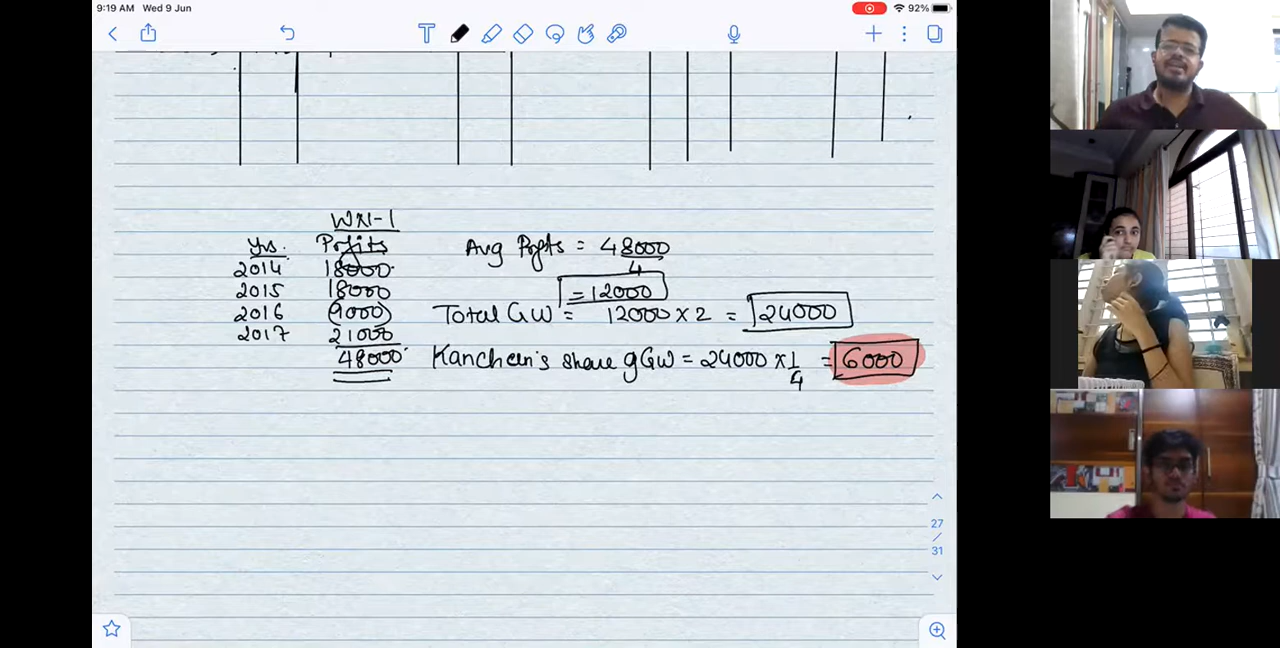 9:19 AM Wed 9 Jun
92%
WN-1
Yrs. Profits
2014 18000
2015 18000
2016 (9000)
2017 21000
48000
Avg Profits = 48000
4
= 12000
Total GW = 12000 × 2 = 24000
Kanchan's share of GW = 24000 × 1 = 6000
4
27
/
31